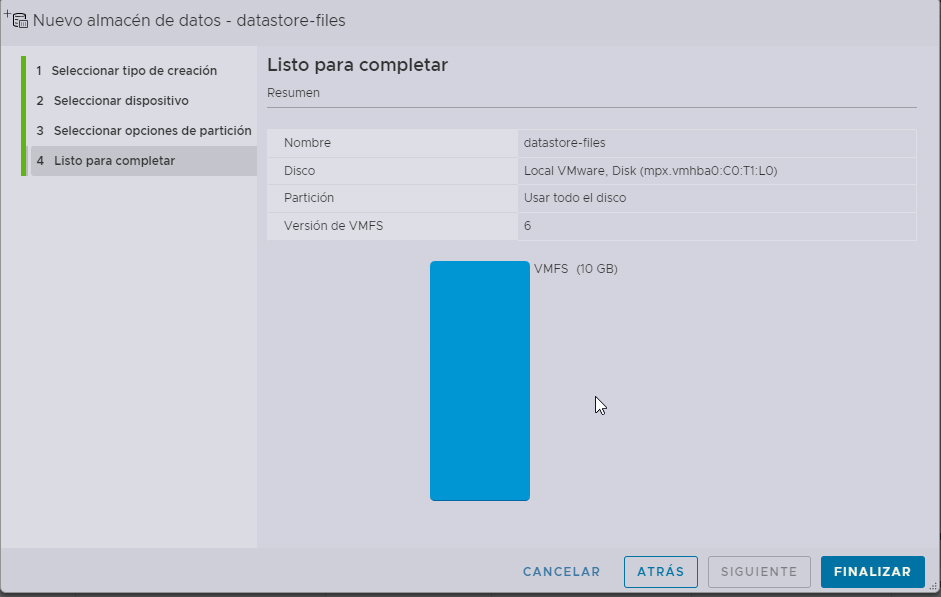 Nuevo almacén de datos - datastore-files
1 Seleccionar tipo de creación
2 Seleccionar dispositivo
3 Seleccionar opciones de partición
4 Listo para completar
Listo para completar
Resumen
Nombre datastore-files
Disco Local VMware, Disk (mpx.vmhba0:C0:T1:L0)
Partición Usar todo el disco
Versión de VMFS 6
VMFS (10 GB)
CANCELAR ATRÁS SIGUIENTE FINALIZAR